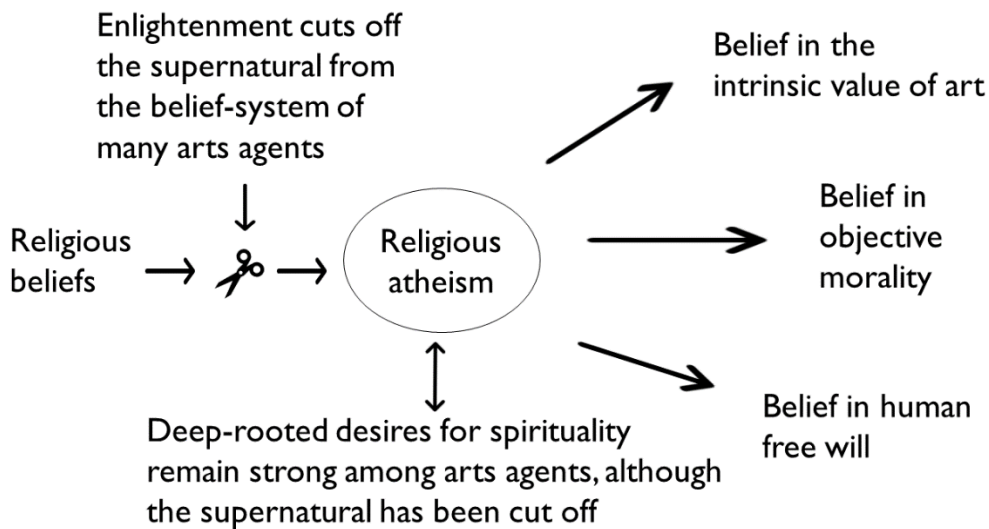 Enlightenment cuts off
the supernatural from
the belief-system of
many arts agents
Religious
beliefs
Religious
atheism
Deep-rooted desires for spirituality
remain strong among arts agents, although
the supernatural has been cut off
Belief in the
intrinsic value of art
Belief in
objective
morality
Belief in human
free will